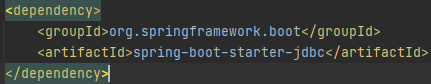 <dependency>
    <groupId>org.springframework.boot</groupId>
    <artifactId>spring-boot-starter-jdbc</artifactId>
</dependency>